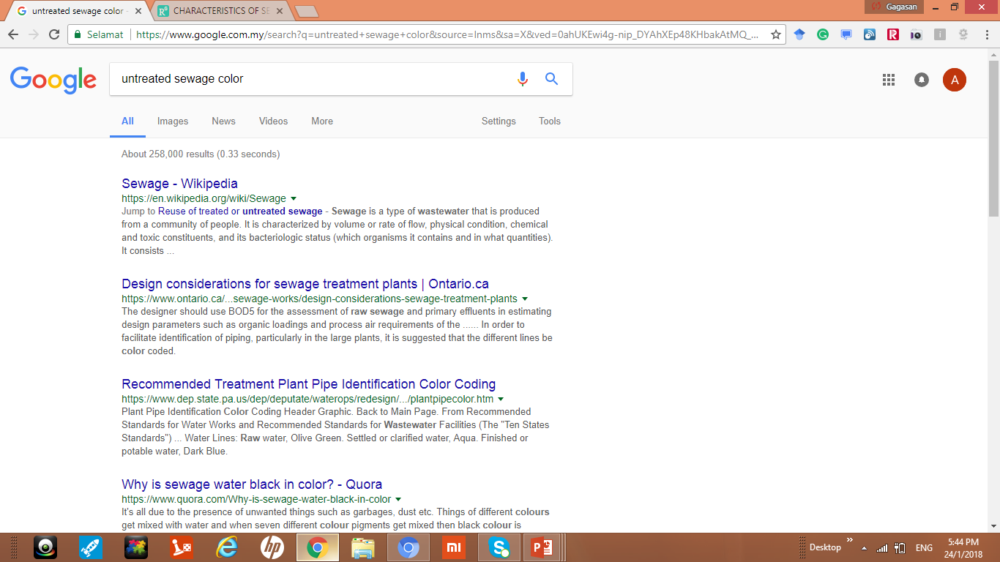 untreated sewage color -
CHARACTERISTICS OF SE
Gagasan
Selamat https://www.google.com.my/search?q=untreated+sewage+color&source=lnms&sa=X&ved=0ahUKEwi4g-nip_DYAhXEp48KHbakAtMQ_...
Google
untreated sewage color
A
All Images News Videos More Settings Tools
About 258,000 results (0.33 seconds)
Sewage - Wikipedia
https://en.wikipedia.org/wiki/Sewage
Jump to Reuse of treated or untreated sewage - Sewage is a type of wastewater that is produced
from a community of people. It is characterized by volume or rate of flow, physical condition, chemical
and toxic constituents, and its bacteriologic status (which organisms it contains and in what quantities).
It consists ...
Design considerations for sewage treatment plants | Ontario.ca
https://www.ontario.ca/...sewage-works/design-considerations-sewage-treatment-plants
The designer should use BOD5 for the assessment of raw sewage and primary effluents in estimating
design parameters such as organic loadings and process air requirements of the ...... In order to
facilitate identification of piping, particularly in the large plants, it is suggested that the different lines be
color coded.
Recommended Treatment Plant Pipe Identification Color Coding
https://www.dep.state.pa.us/dep/deputate/waterops/redesign/.../plantpipecolor.htm
Plant Pipe Identification Color Coding Header Graphic. Back to Main Page. From Recommended
Standards for Water Works and Recommended Standards for Wastewater Facilities (The "Ten States
Standards") ... Water Lines: Raw water, Olive Green. Settled or clarified water, Aqua. Finished or
potable water, Dark Blue.
Why is sewage water black in color? - Quora
https://www.quora.com/Why-is-sewage-water-black-in-color
It's all due to the presence of unwanted things such as garbages, dust etc. Things of different colours
get mixed with water and when seven different colour pigments get mixed then black colour is
Desktop
ENG
5:44 PM
24/1/2018